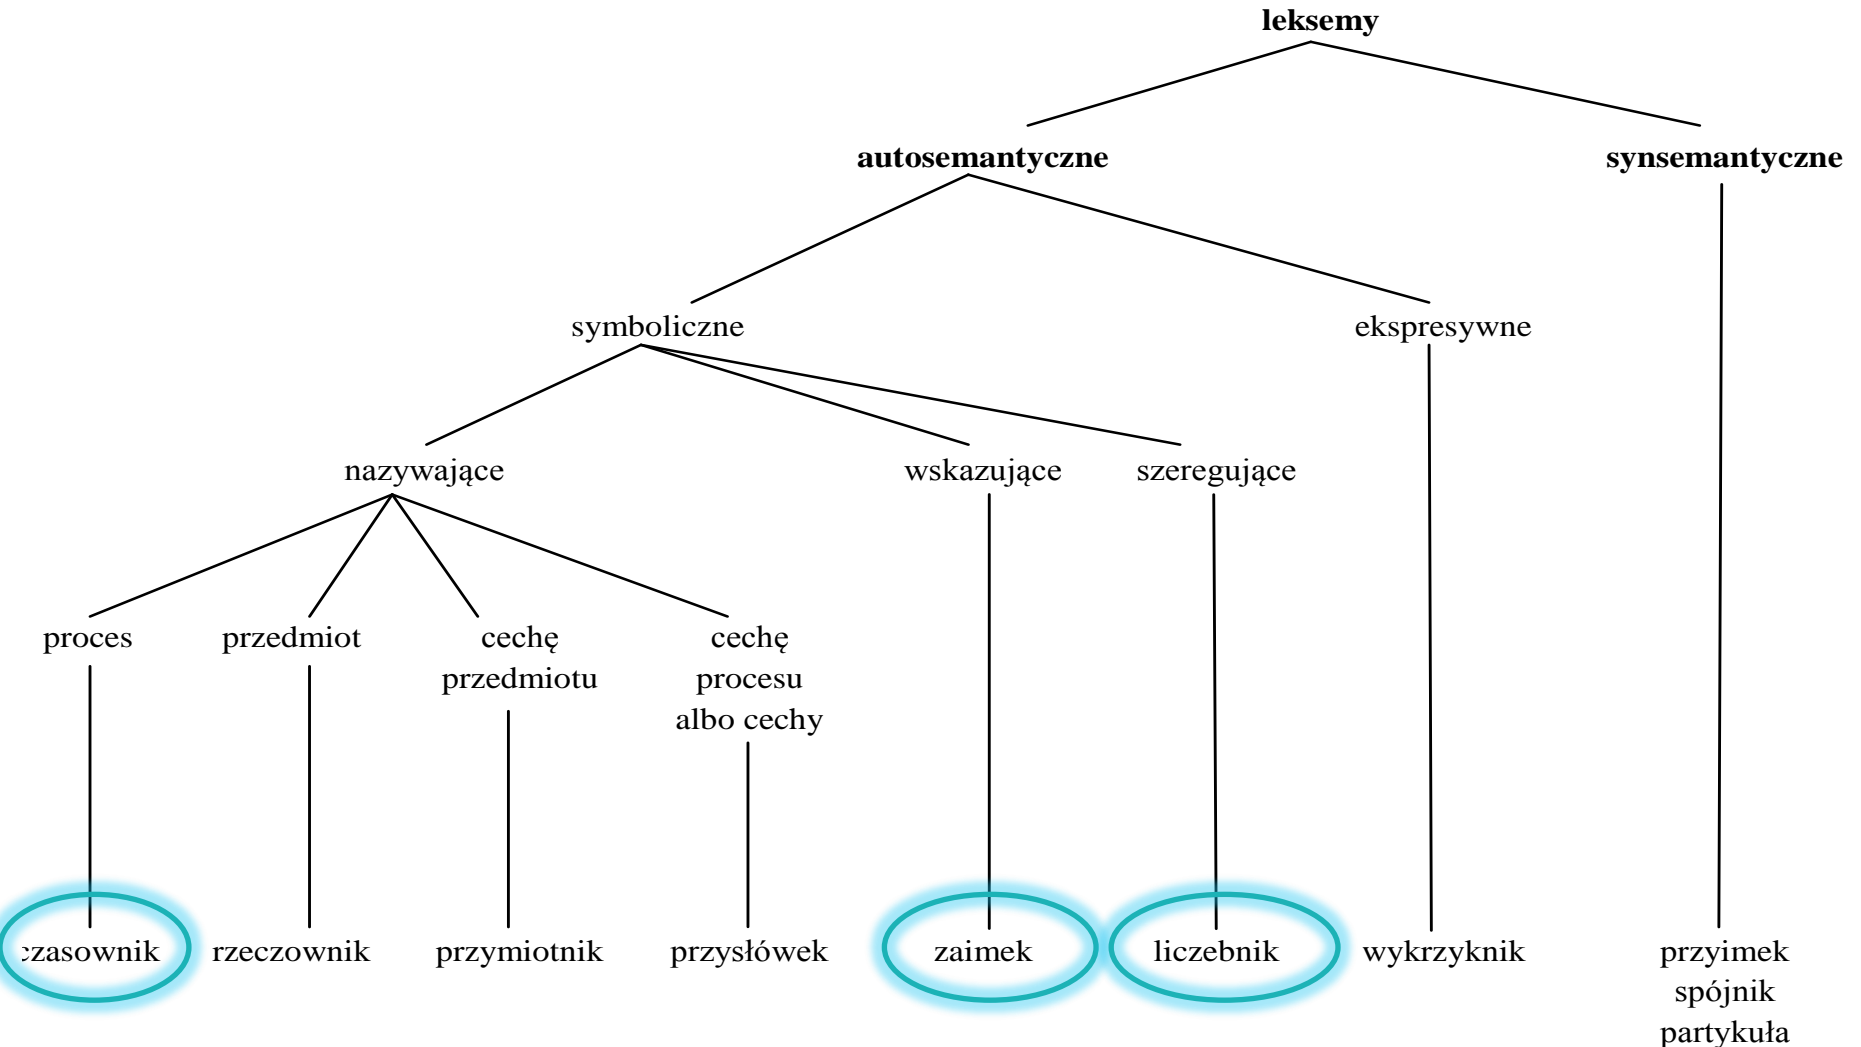 leksemy
autosemantyczne synsemantyczne
symboliczne ekspresywne
nazywające wskazujące szeregujące
proces przedmiot cechę cechę
przedmiotu procesu
albo cechy
czasownik rzeczownik przymiotnik przysłówek zaimek liczebnik wykrzyknik przyimek
spójnik
partykuła